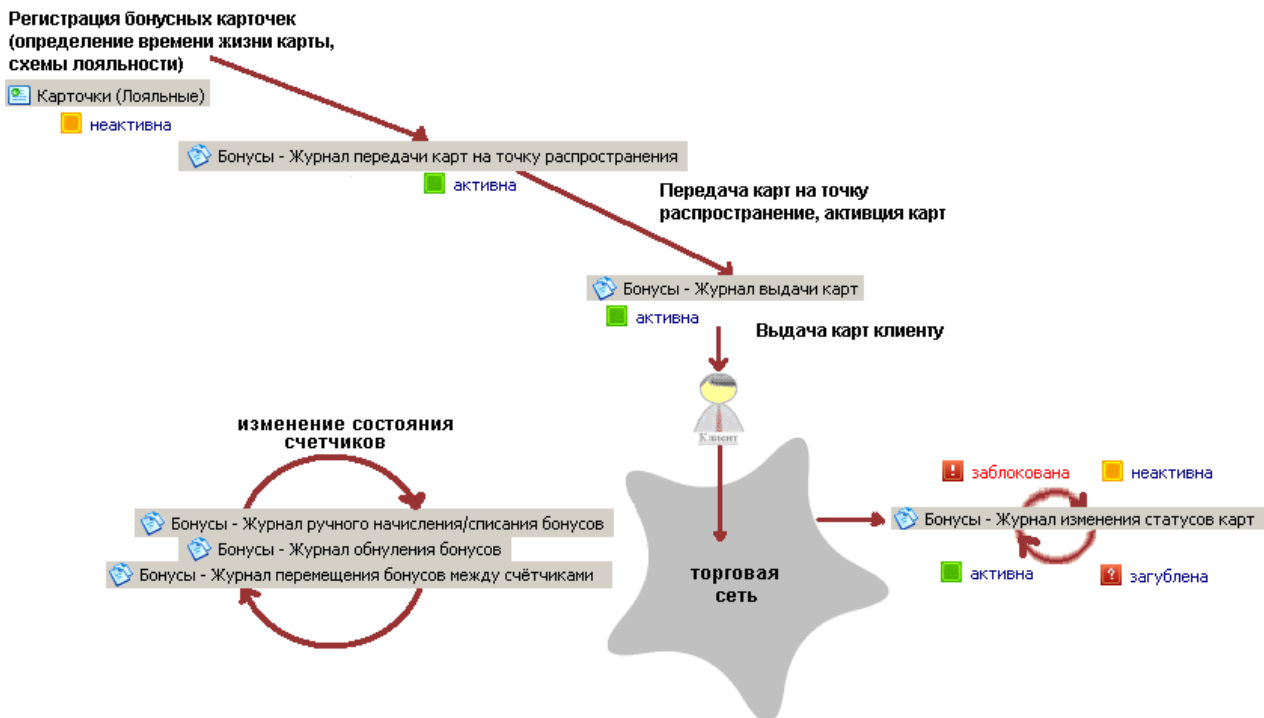 Регистрация бонусных карточек
(определение времени жизни карты,
схемы лояльности)
Карточки (Лояльные)
неактивна
Бонусы - Журнал передачи карт на точку распространения
активна
Передача карт на точку
распространение, активция карт
Бонусы - Журнал выдачи карт
активна
Выдача карт клиенту
Клиент
изменение состояния
счетчиков
Бонусы - Журнал ручного начисления/списания бонусов
Бонусы - Журнал обнуления бонусов
Бонусы - Журнал перемещения бонусов между счётчиками
торговая
сеть
заблокована
неактивна
Бонусы - Журнал изменения статусов карт
активна
загублена